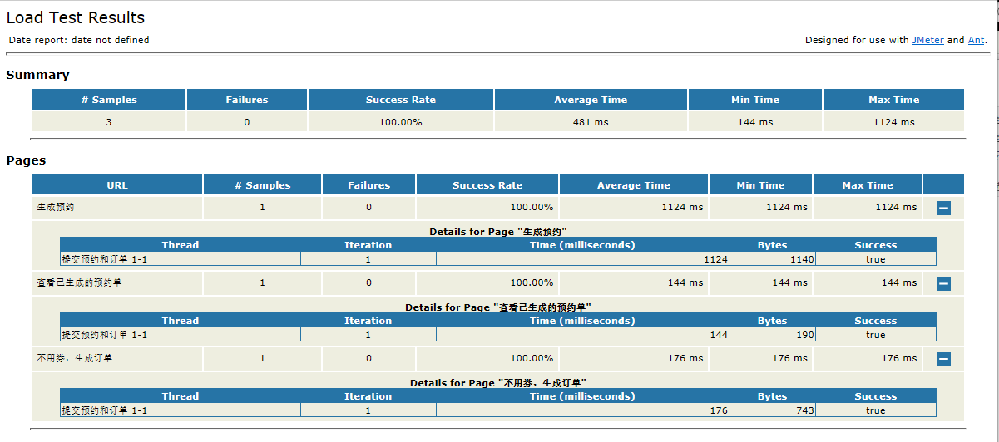 Load Test Results
Date report: date not defined Designed for use with JMeter and Ant.
Summary
# Samples Failures Success Rate Average Time Min Time Max Time
3 0 100.00% 481 ms 144 ms 1124 ms
Pages
URL # Samples Failures Success Rate Average Time Min Time Max Time
生成预约 1 0 100.00% 1124 ms 1124 ms 1124 ms
Details for Page "生成预约"
Thread Iteration Time (milliseconds) Bytes Success
提交预约和订单 1-1 1 1124 1140 true
查看已生成的预约单 1 0 100.00% 144 ms 144 ms 144 ms
Details for Page "查看已生成的预约单"
Thread Iteration Time (milliseconds) Bytes Success
提交预约和订单 1-1 1 144 190 true
不用券，生成订单 1 0 100.00% 176 ms 176 ms 176 ms
Details for Page "不用券，生成订单"
Thread Iteration Time (milliseconds) Bytes Success
提交预约和订单 1-1 1 176 743 true